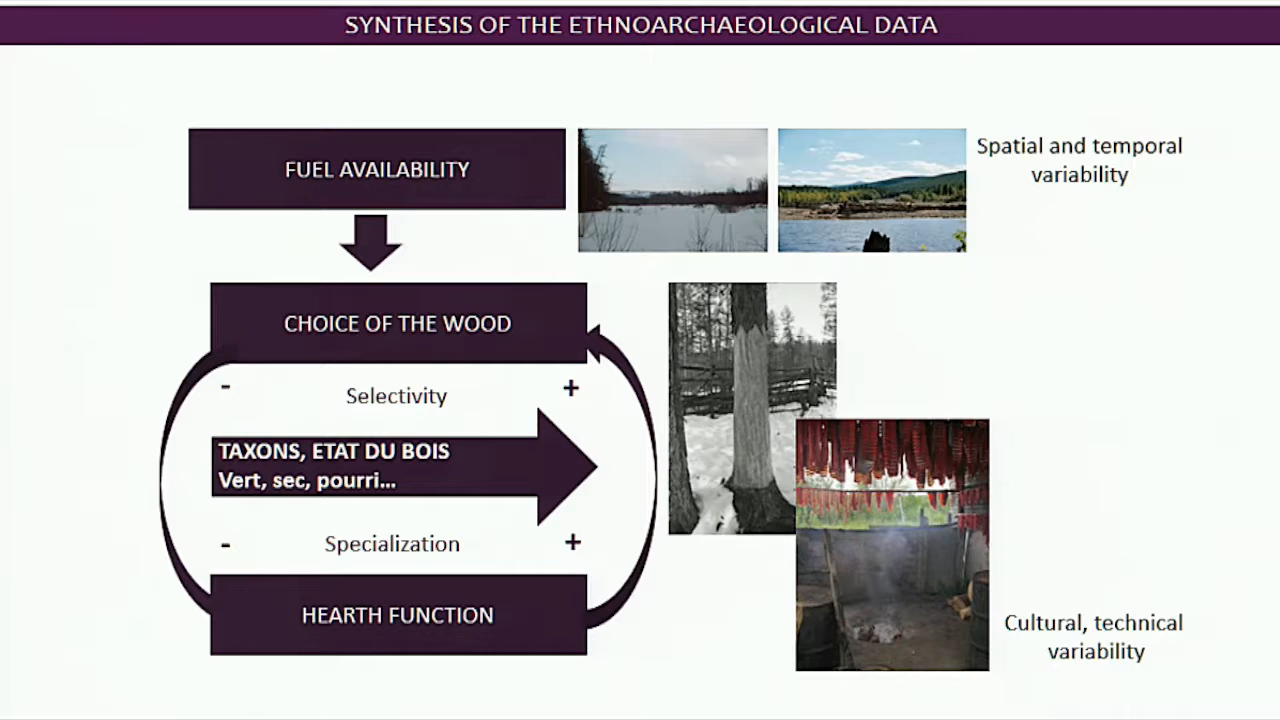 SYNTHESIS OF THE ETHNOARCHAEOLOGICAL DATA
FUEL AVAILABILITY
Spatial and temporal
variability
CHOICE OF THE WOOD
- Selectivity +
TAXONS, ETAT DU BOIS
Vert, sec, pourri...
- Specialization +
HEARTH FUNCTION
Cultural, technical
variability